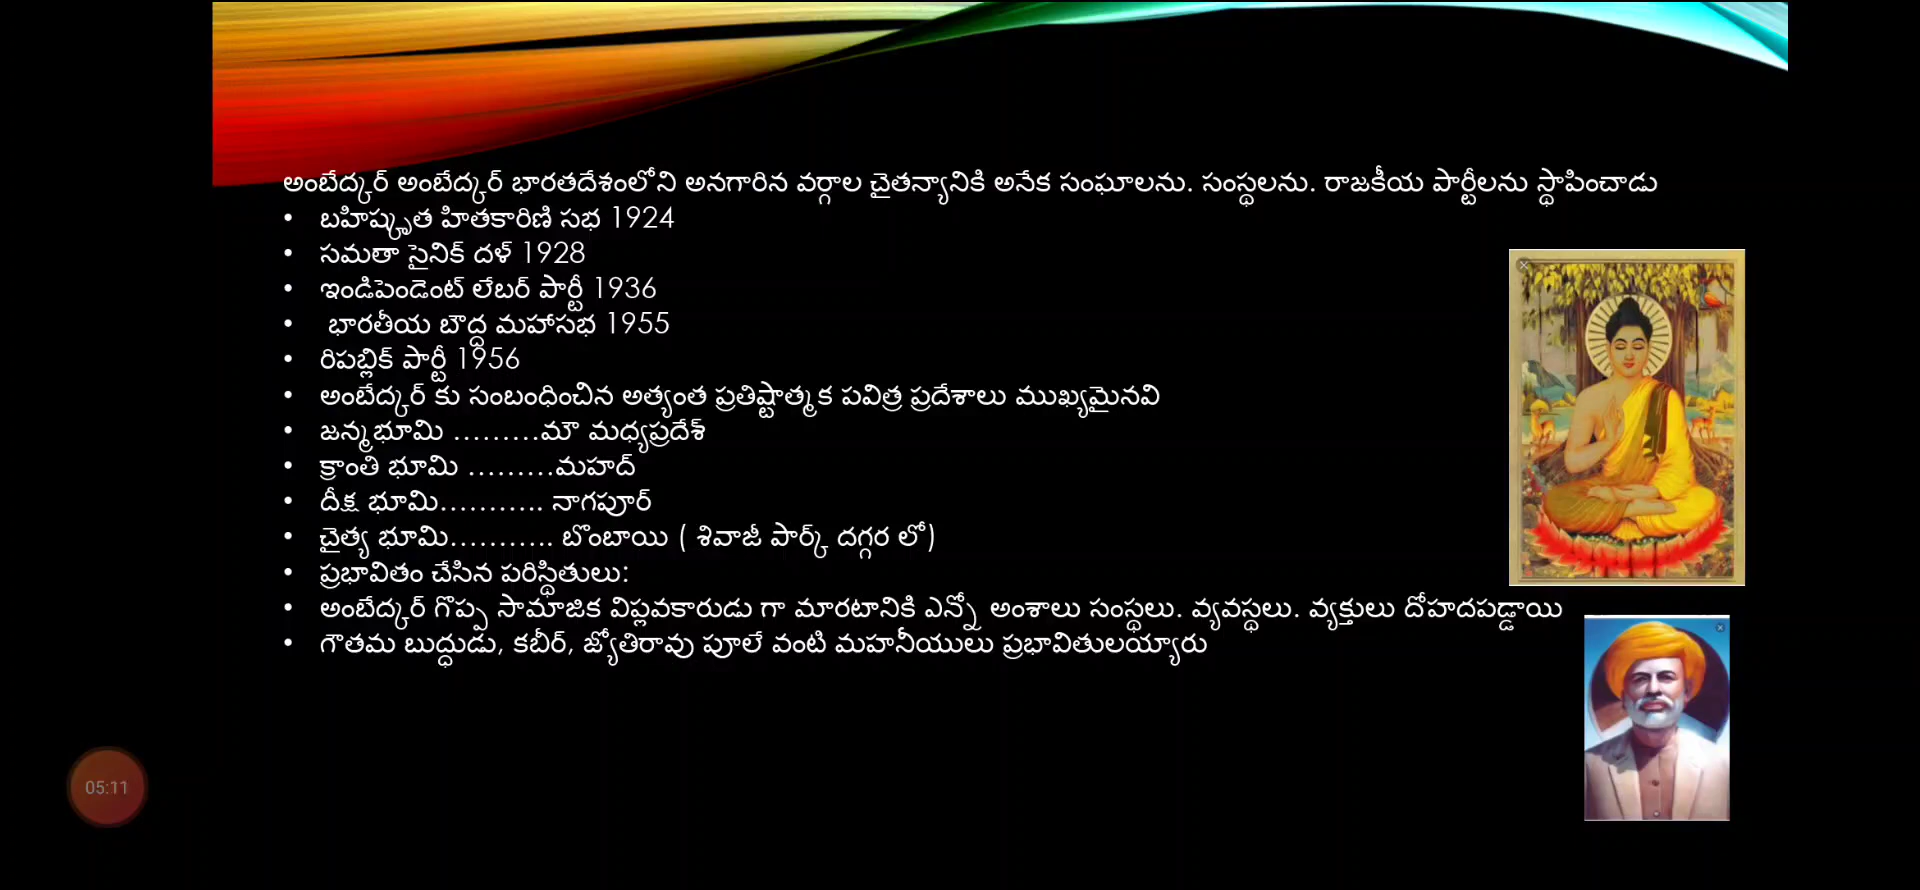 అంబేద్కర్ అంబేద్కర్ భారతదేశంలోని అనగారిన వర్గాల చైతన్యానికి అనేక సంఘాలను. సంస్థలను. రాజకీయ పార్టీలను స్థాపించాడు
• బహిష్కృత హితకారిణి సభ 1924
• సమతా సైనిక్ దళ్ 1928
• ఇండిపెండెంట్ లేబర్ పార్టీ 1936
• భారతీయ బౌద్ధ మహాసభ 1955
• రిపబ్లిక్ పార్టీ 1956
• అంబేద్కర్ కు సంబంధించిన అత్యంత ప్రతిష్టాత్మక పవిత్ర ప్రదేశాలు ముఖ్యమైనవి
• జన్మభూమి .........మౌ మధ్యప్రదేశ్
• క్రాంతి భూమి .........మహద్
• దీక్ష భూమి........... నాగపూర్
• చైత్య భూమి........... బొంబాయి ( శివాజీ పార్క్ దగ్గర లో)
• ప్రభావితం చేసిన పరిస్థితులు:
• అంబేద్కర్ గొప్ప సామాజిక విప్లవకారుడు గా మారటానికి ఎన్నో అంశాలు సంస్థలు. వ్యవస్థలు. వ్యక్తులు దోహదపడ్డాయి
• గౌతమ బుద్ధుడు, కబీర్, జ్యోతిరావు పూలే వంటి మహనీయులు ప్రభావితులయ్యారు
05:11